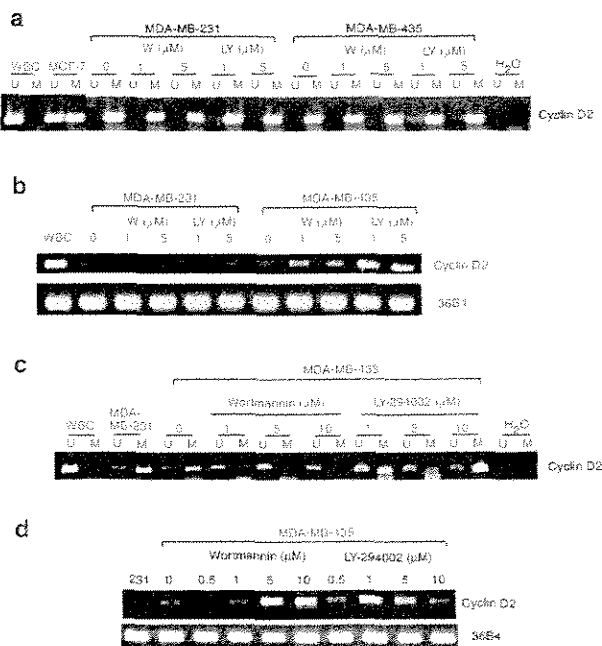 a
MDA-MB-231 MDA-MB-435
W (μM) LY (μM) W (μM) LY (μM)
WBC MCF-7 0 1 5 1 5 0 1 5 1 5 H2O
U M U M U M U M U M U M U M U M U M U M U M U M U M
Cyclin D2
b
MDA-MB-231 MDA-MB-435
W (μM) LY (μM) W (μM) LY (μM)
WBC 0 1 5 1 5 0 1 5 1 5
Cyclin D2
c
MDA-MB-435
WBC MDA-MB-231 Wortmannin (μM) LY-294002 (μM)
0 1 5 10 1 5 10 H2O
U M U M U M U M U M U M U M U M U M U M
Cyclin D2
d
MDA-MB-435
Wortmannin (μM) LY-294002 (μM)
231 0 0.5 1 5 10 0.5 1 5 10
Cyclin D2
36B4